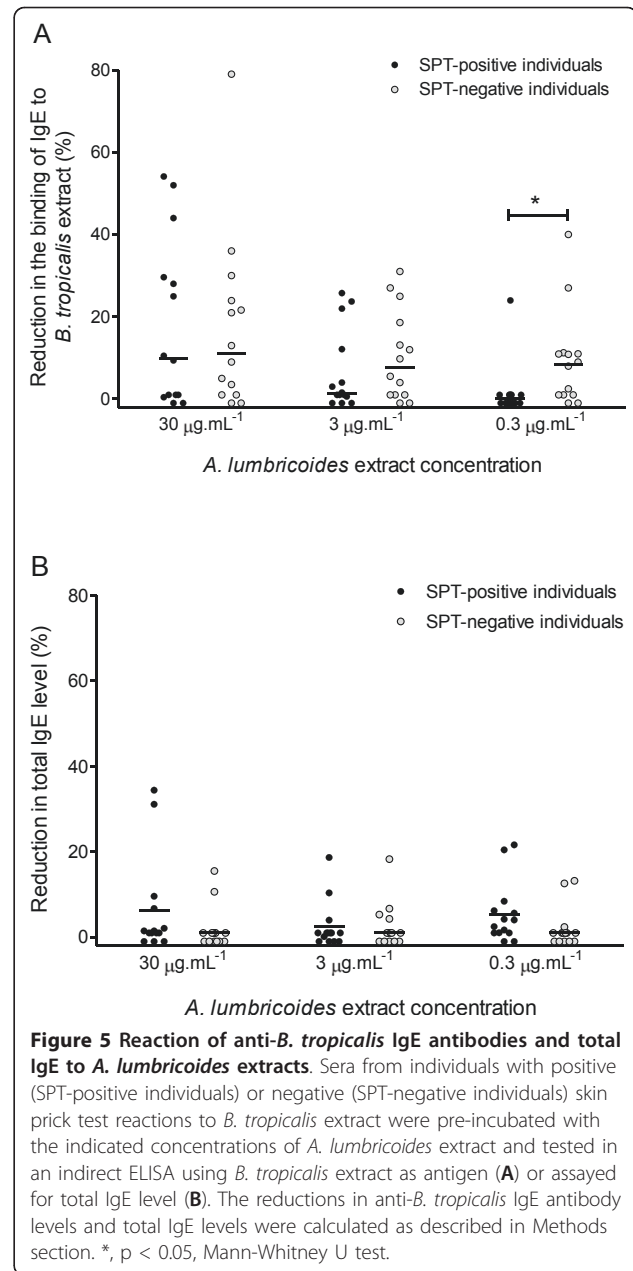 A
SPT-positive individuals
SPT-negative individuals
Reduction in the binding of IgE to
B. tropicalis extract (%)
80
60
40
20
0
*
30 μg.mL-1
3 μg.mL-1
0.3 μg.mL-1
A. lumbricoides extract concentration
B
SPT-positive individuals
SPT-negative individuals
Reduction in total IgE level (%)
80
60
40
20
0
30 μg.mL-1
3 μg.mL-1
0.3 μg.mL-1
A. lumbricoides extract concentration
Figure 5 Reaction of anti-B. tropicalis IgE antibodies and total
IgE to A. lumbricoides extracts. Sera from individuals with positive
(SPT-positive individuals) or negative (SPT-negative individuals) skin
prick test reactions to B. tropicalis extract were pre-incubated with
the indicated concentrations of A. lumbricoides extract and tested in
an indirect ELISA using B. tropicalis extract as antigen (A) or assayed
for total IgE level (B). The reductions in anti-B. tropicalis IgE antibody
levels and total IgE levels were calculated as described in Methods
section. *, p < 0.05, Mann-Whitney U test.